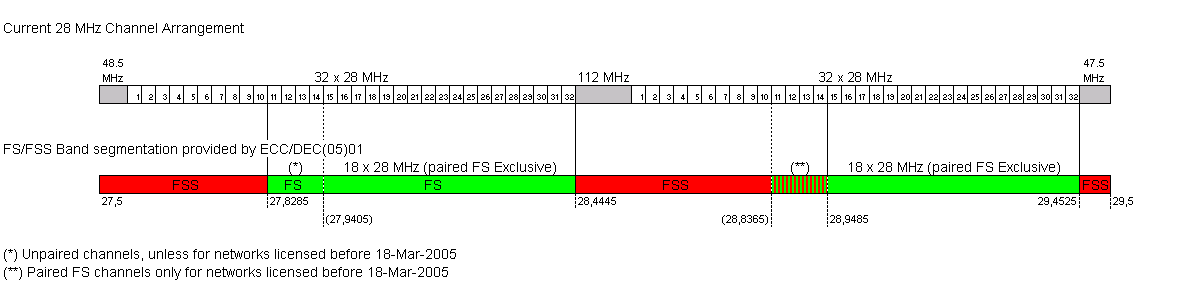 Current 28 MHz Channel Arrangement
48.5 MHz 32 x 28 MHz 112 MHz 32 x 28 MHz 47.5 MHz
1 2 3 4 5 6 7 8 9 10 11 12 13 14 15 16 17 18 19 20 21 22 23 24 25 26 27 28 29 30 31 32 1 2 3 4 5 6 7 8 9 10 11 12 13 14 15 16 17 18 19 20 21 22 23 24 25 26 27 28 29 30 31 32
FS/FSS Band segmentation provided by ECC/DEC(05)01
(*) 18 x 28 MHz (paired FS Exclusive) (**) 18 x 28 MHz (paired FS Exclusive)
FSS FS FS FSS FSS
27,5 27,8285 28,4445 29,4525 29,5
(27,9405) (28,8365) 28,9485
(*) Unpaired channels, unless for networks licensed before 18-Mar-2005
(**) Paired FS channels only for networks licensed before 18-Mar-2005